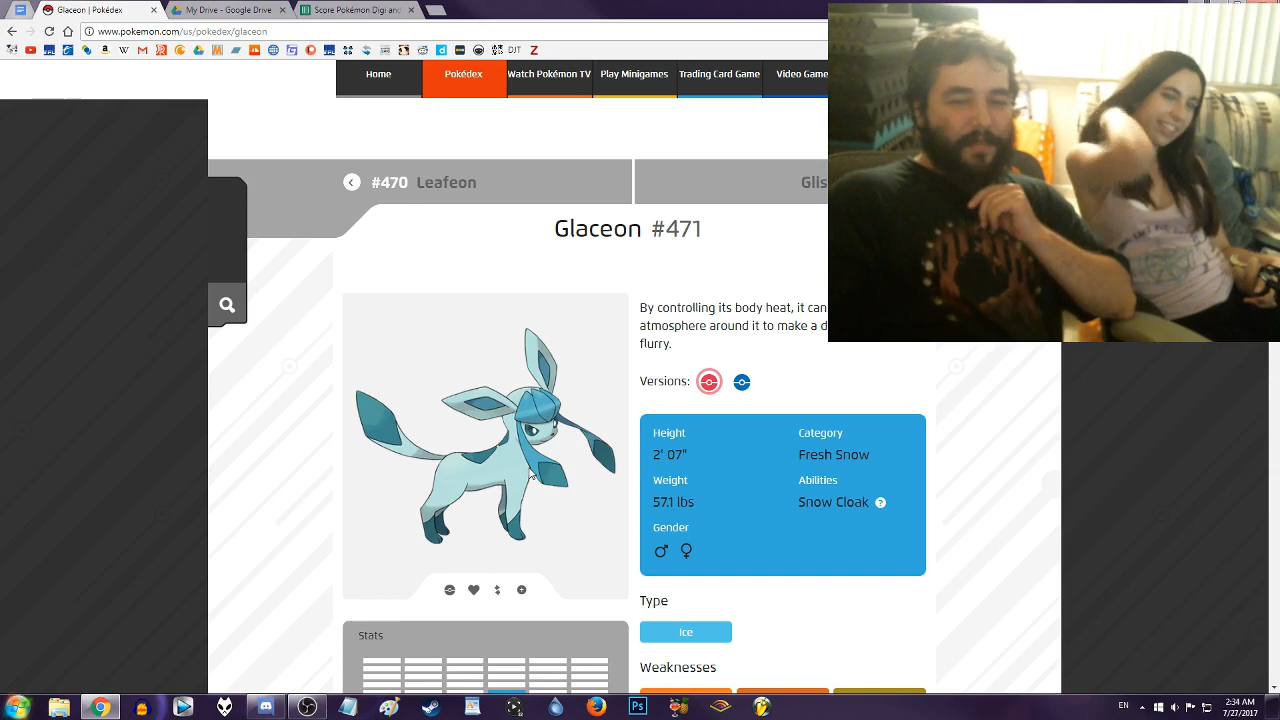 Glaceon | Pokédex
My Drive - Google Drive
Score Pokémon Digi and
www.pokemon.com/us/pokedex/glaceon
DJT
Home
Pokédex
Watch Pokémon TV
Play Minigames
Trading Card Game
Video Game
#470 Leafeon
Glis
Glaceon #471
By controlling its body heat, it can
atmosphere around it to make a d
flurry.
Versions:
Height
Category
2' 07"
Fresh Snow
Weight
Abilities
57.1 lbs
Snow Cloak ?
Gender
Type
Ice
Weaknesses
Stats
Ps
EN
2:34 AM
7/27/2017